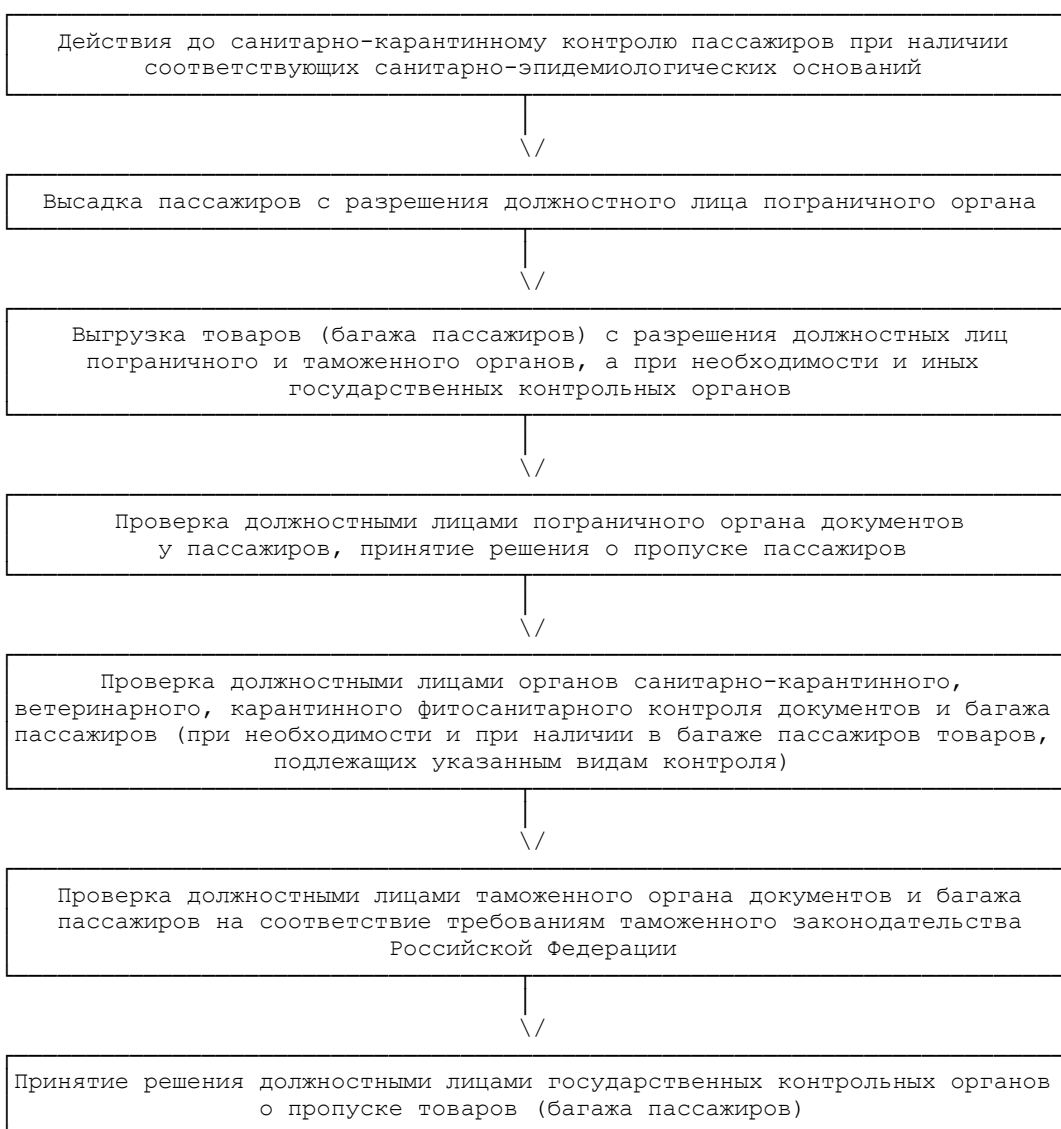 Действия до санитарно-карантинному контролю пассажиров при наличии
соответствующих санитарно-эпидемиологических оснований
\/
Высадка пассажиров с разрешения должностного лица пограничного органа
\/
Выгрузка товаров (багажа пассажиров) с разрешения должностных лиц
пограничного и таможенного органов, а при необходимости и иных
государственных контрольных органов
\/
Проверка должностными лицами пограничного органа документов
у пассажиров, принятие решения о пропуске пассажиров
\/
Проверка должностными лицами органов санитарно-карантинного,
ветеринарного, карантинного фитосанитарного контроля документов и багажа
пассажиров (при необходимости и при наличии в багаже пассажиров товаров,
подлежащих указанным видам контроля)
\/
Проверка должностными лицами таможенного органа документов и багажа
пассажиров на соответствие требованиям таможенного законодательства
Российской Федерации
\/
Принятие решения должностными лицами государственных контрольных органов
о пропуске товаров (багажа пассажиров)